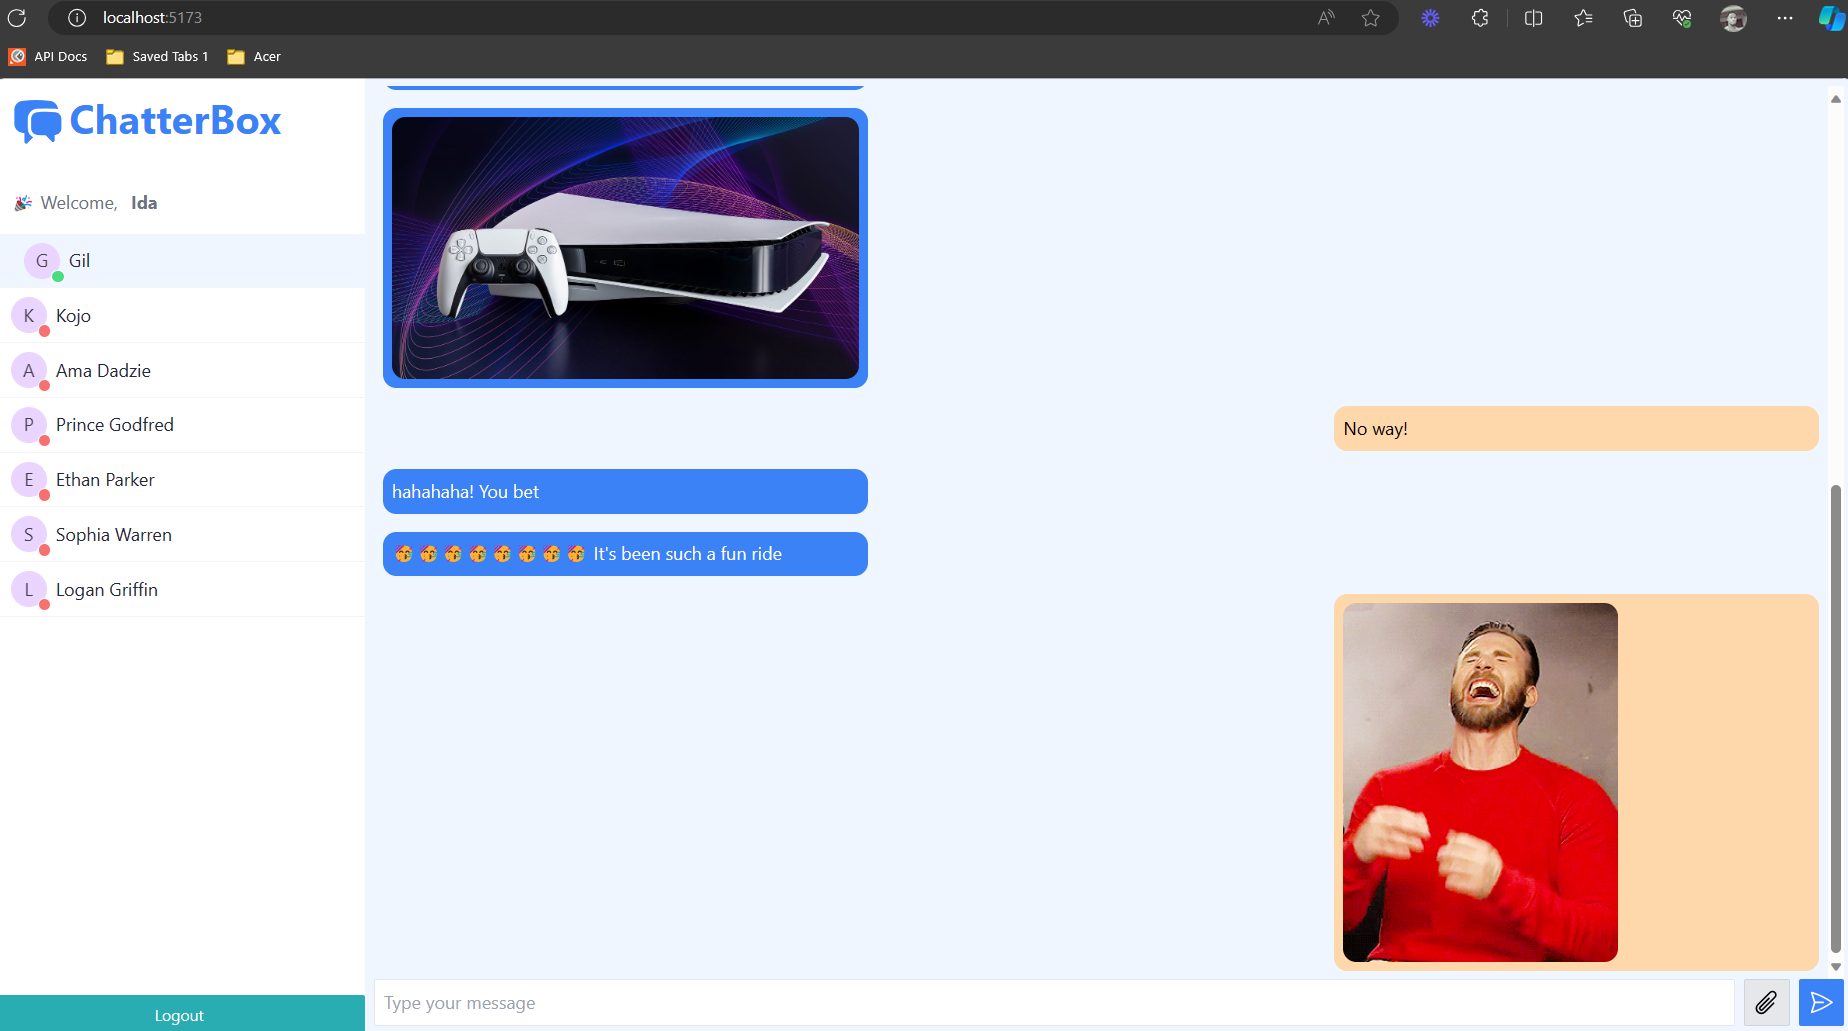 localhost:5173
API Docs
Saved Tabs 1
Acer
ChatterBox
🎉 Welcome, Ida
G Gil
K Kojo
A Ama Dadzie
P Prince Godfred
E Ethan Parker
S Sophia Warren
L Logan Griffin
Logout
No way!
hahahaha! You bet
🥳 🥳 🥳 🥳 🥳 🥳 🥳 🥳 It's been such a fun ride
Type your message